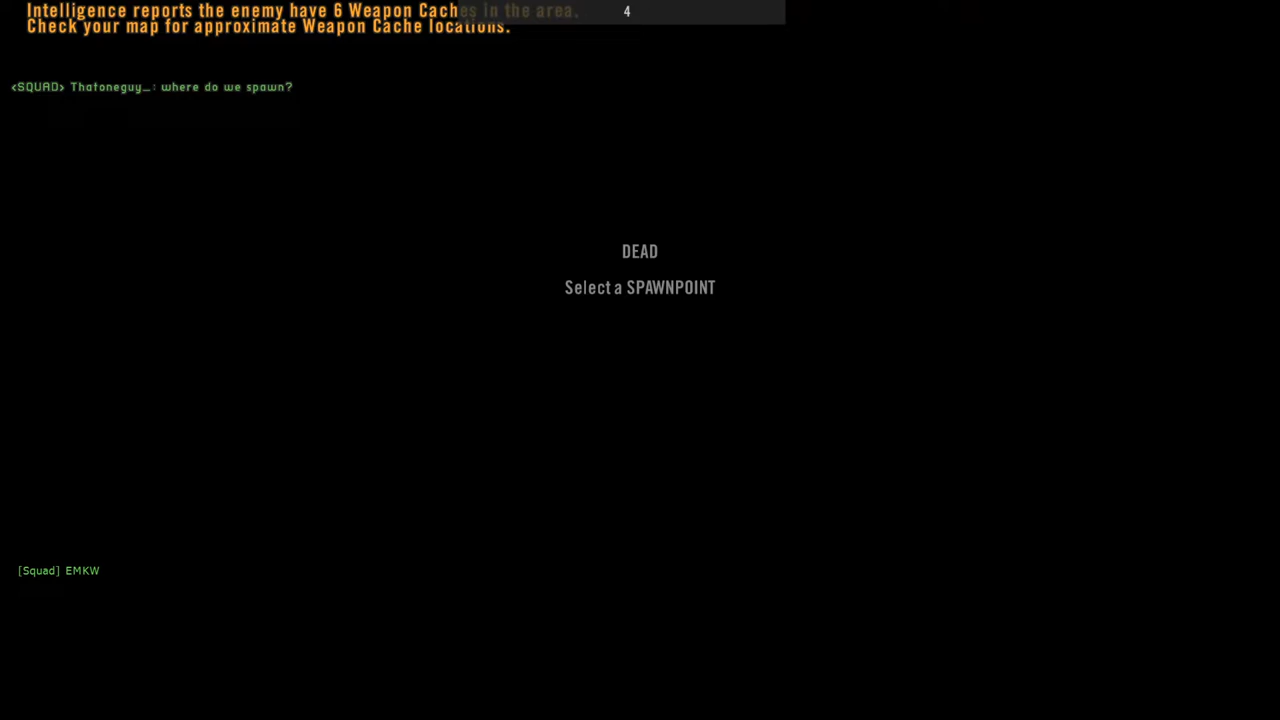 Intelligence reports the enemy have 6 Weapon Caches in the area.
4
Check your map for approximate Weapon Cache locations.
<SQUAD> Thatoneguy_: where do we spawn?
DEAD
Select a SPAWNPOINT
[Squad] EMKW